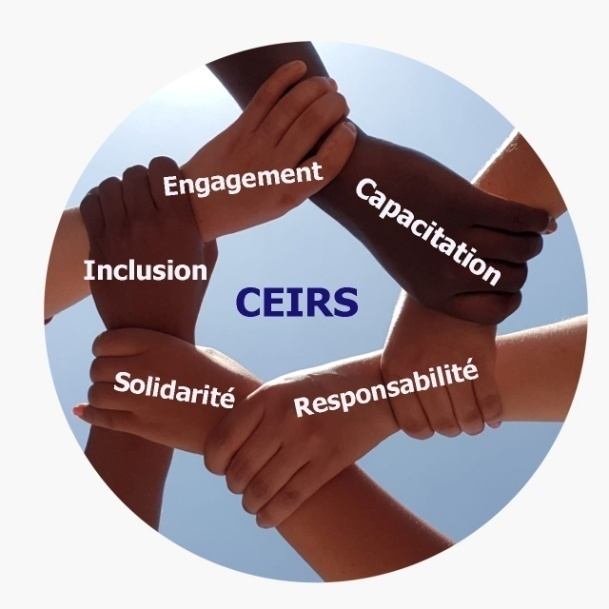 Engagement
Capacitation
Inclusion
CEIRS
Solidarité
Responsabilité